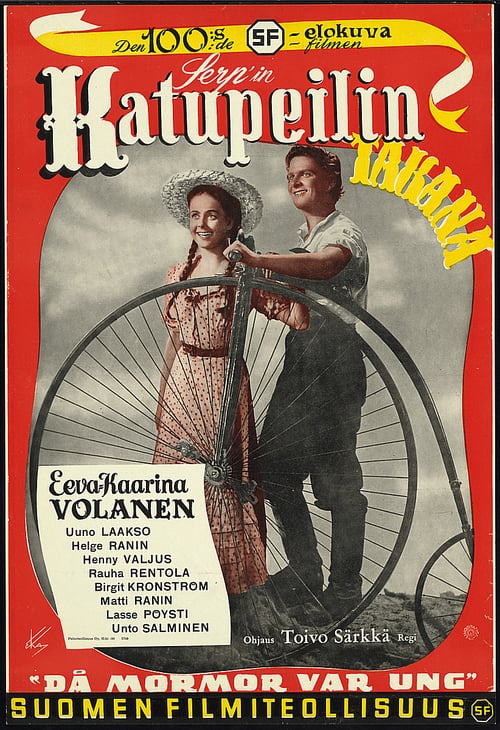 Den 100:s:de SF-elokuva filmen
Serp'in
Katupeilin
TAKANA
Eeva-Kaarina
VOLANEN
Uuno LAAKSO
Helge RANIN
Henny VALJUS
Rauha RENTOLA
Birgit KRONSTRÖM
Matti RANIN
Lasse PÖYSTI
Unto SALMINEN
Ohjaus Toivo Särkkä Regi
"DÅ MORMOR VAR UNG"
SUOMEN FILMITEOLLISUUS SF